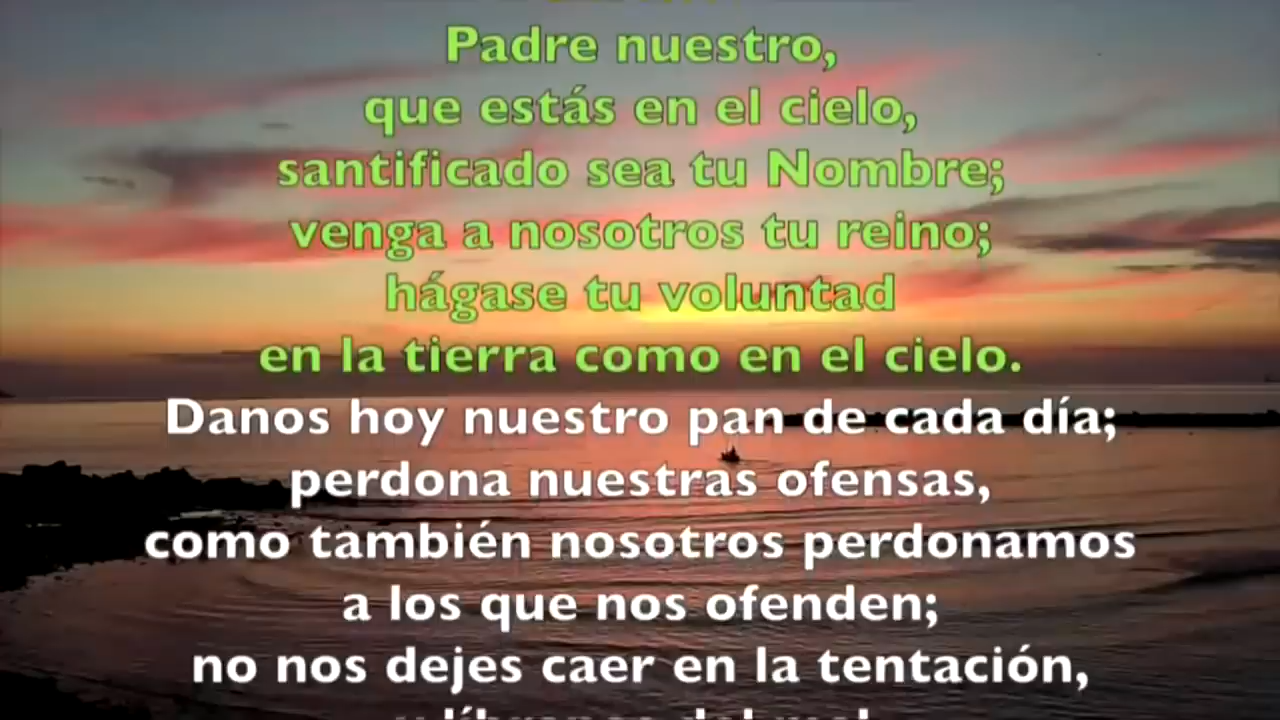 Padre nuestro,
que estás en el cielo,
santificado sea tu Nombre;
venga a nosotros tu reino;
hágase tu voluntad
en la tierra como en el cielo.
Danos hoy nuestro pan de cada día;
perdona nuestras ofensas,
como también nosotros perdonamos
a los que nos ofenden;
no nos dejes caer en la tentación,